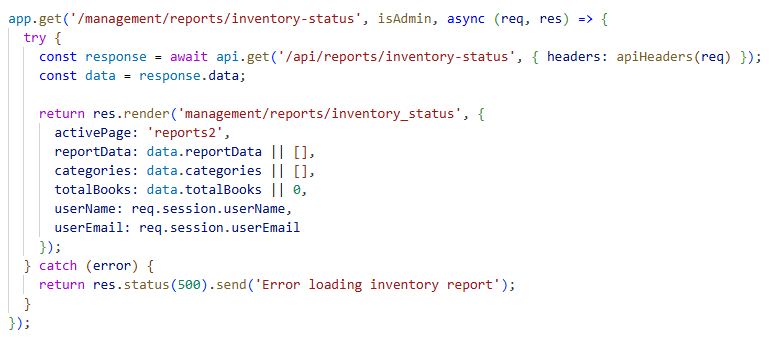 app.get('/management/reports/inventory-status', isAdmin, async (req, res) => {
  try {
    const response = await api.get('/api/reports/inventory-status', { headers: apiHeaders(req) });
    const data = response.data;

    return res.render('management/reports/inventory_status', {
      activePage: 'reports2',
      reportData: data.reportData || [],
      categories: data.categories || [],
      totalBooks: data.totalBooks || 0,
      userName: req.session.userName,
      userEmail: req.session.userEmail
    });
  } catch (error) {
    return res.status(500).send('Error loading inventory report');
  }
});